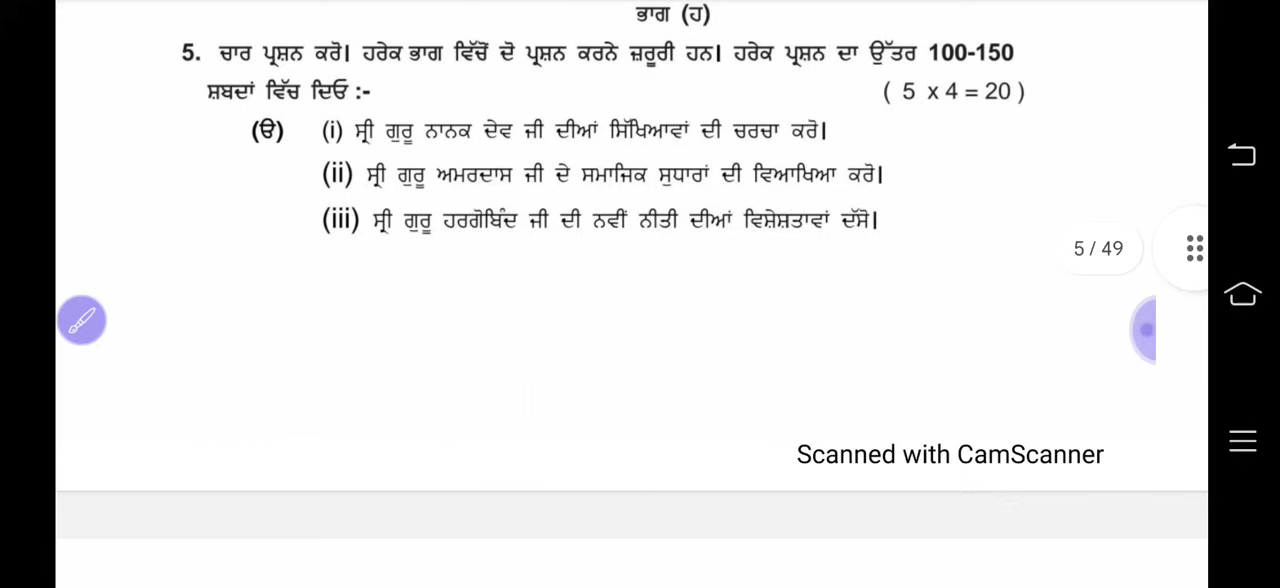 ਭਾਗ (ਹ)
5. ਚਾਰ ਪ੍ਰਸ਼ਨ ਕਰੋ। ਹਰੇਕ ਭਾਗ ਵਿੱਚੋਂ ਦੋ ਪ੍ਰਸ਼ਨ ਕਰਨੇ ਜ਼ਰੂਰੀ ਹਨ। ਹਰੇਕ ਪ੍ਰਸ਼ਨ ਦਾ ਉੱਤਰ 100-150
ਸ਼ਬਦਾਂ ਵਿੱਚ ਦਿਓ :- ( 5 x 4 = 20 )
(ੳ) (i) ਸ੍ਰੀ ਗੁਰੂ ਨਾਨਕ ਦੇਵ ਜੀ ਦੀਆਂ ਸਿੱਖਿਆਵਾਂ ਦੀ ਚਰਚਾ ਕਰੋ।
(ii) ਸ੍ਰੀ ਗੁਰੂ ਅਮਰਦਾਸ ਜੀ ਦੇ ਸਮਾਜਿਕ ਸੁਧਾਰਾਂ ਦੀ ਵਿਆਖਿਆ ਕਰੋ।
(iii) ਸ੍ਰੀ ਗੁਰੂ ਹਰਗੋਬਿੰਦ ਜੀ ਦੀ ਨਵੀਂ ਨੀਤੀ ਦੀਆਂ ਵਿਸ਼ੇਸ਼ਤਾਵਾਂ ਦੱਸੋ।
5 / 49
Scanned with CamScanner